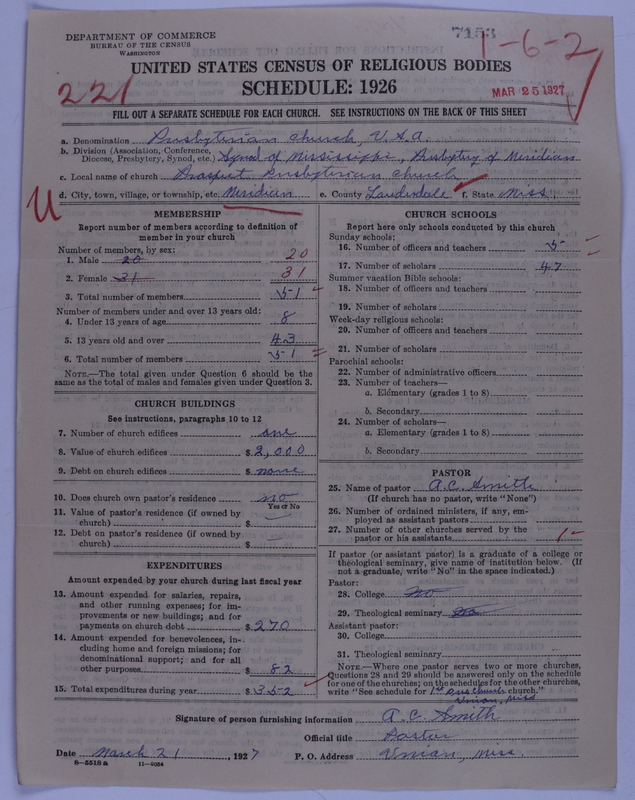 DEPARTMENT OF COMMERCE
BUREAU OF THE CENSUS
WASHINGTON
7153
1-6-2
UNITED STATES CENSUS OF RELIGIOUS BODIES
221
SCHEDULE: 1926
MAR 25 1927
FILL OUT A SEPARATE SCHEDULE FOR EACH CHURCH. SEE INSTRUCTIONS ON THE BACK OF THIS SHEET
a. Denomination Presbyterian Church, U.S.A.
b. Division (Association, Conference, Diocese, Presbytery, Synod, etc.) Synod of Mississippi, Presbytery of Meridian
c. Local name of church Prospect Presbyterian Church
d. City, town, village, or township, etc. Meridian e. County Lauderdale f. State Miss.
U
MEMBERSHIP
Report number of members according to definition of
member in your church
Number of members, by sex:
1. Male 20 20
2. Female 31 31
3. Total number of members 51
Number of members under and over 13 years old:
4. Under 13 years of age 8
5. 13 years old and over 43
6. Total number of members 51
NOTE.—The total given under Question 6 should be
same as the total of males and females given under Question 3.
CHURCH BUILDINGS
See instructions, paragraphs 10 to 12
7. Number of church edifices one
8. Value of church edifices $ 2,000
9. Debt on church edifices $ none
10. Does church own pastor's residence no
Yes or No
11. Value of pastor's residence (if owned by
church) $
12. Debt on pastor's residence (if owned by
church) $
EXPENDITURES
Amount expended by your church during last fiscal year
13. Amount expended for salaries, repairs,
and other running expenses; for im-
provements or new buildings; and for
payments on church debt $ 270
14. Amount expended for benevolences, in-
cluding home and foreign missions; for
denominational support; and for all
other purposes $ 82
15. Total expenditures during year $ 352
CHURCH SCHOOLS
Report here only schools conducted by this church
Sunday schools:
16. Number of officers and teachers 5
17. Number of scholars 47
Summer vacation Bible schools:
18. Number of officers and teachers
19. Number of scholars
Week-day religious schools:
20. Number of officers and teachers
21. Number of scholars
Parochial schools:
22. Number of administrative officers
23. Number of teachers—
a. Elementary (grades 1 to 8)
b. Secondary
24. Number of scholars—
a. Elementary (grades 1 to 8)
b. Secondary
PASTOR
25. Name of pastor A.C. Smith
(If church has no pastor, write "None")
26. Number of ordained ministers, if any, em-
ployed as assistant pastors
27. Number of other churches served by the
pastor or his assistants 1
If pastor (or assistant pastor) is a graduate of a college or
theological seminary, give name of institution below. (If
not a graduate, write "No" in the space indicated.)
Pastor:
28. College no
29. Theological seminary no
Assistant pastor:
30. College
31. Theological seminary
NOTE.—Where one pastor serves two or more churches,
Questions 28 and 29 should be answered only on the schedule
for one of the churches; on the schedules for the other churches,
write "See schedule for 1st Pres Church church."
Union, Miss
Signature of person furnishing information A. C. Smith
Official title Pastor
Date March 21, 1927 P. O. Address Union, Miss.
8—5518 a 11—9054